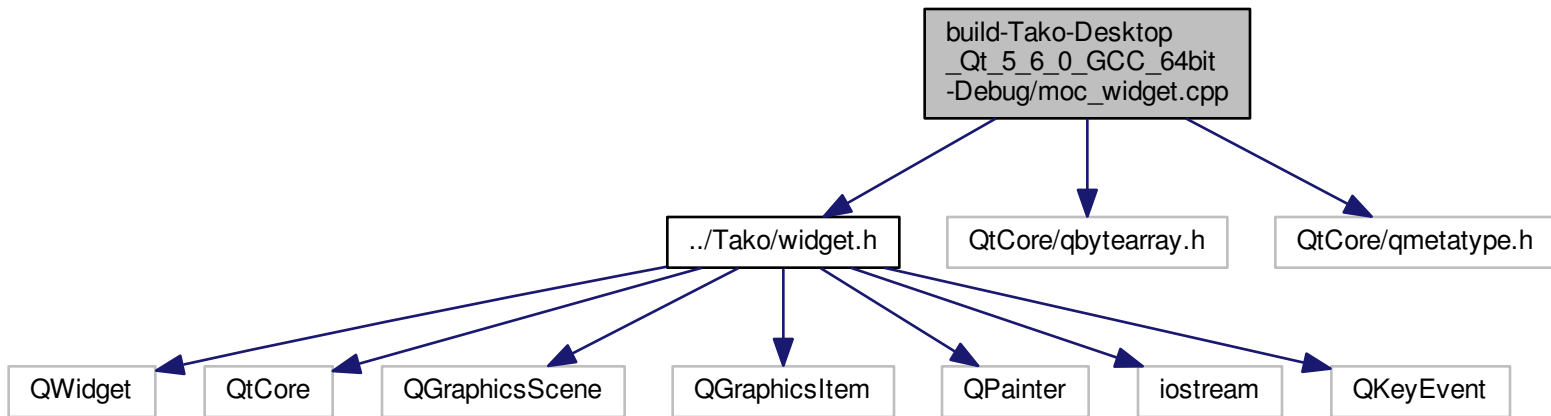 build-Tako-Desktop
_Qt_5_6_0_GCC_64bit
-Debug/moc_widget.cpp
../Tako/widget.h
QtCore/qbytearray.h
QtCore/qmetatype.h
QWidget
QtCore
QGraphicsScene
QGraphicsItem
QPainter
iostream
QKeyEvent